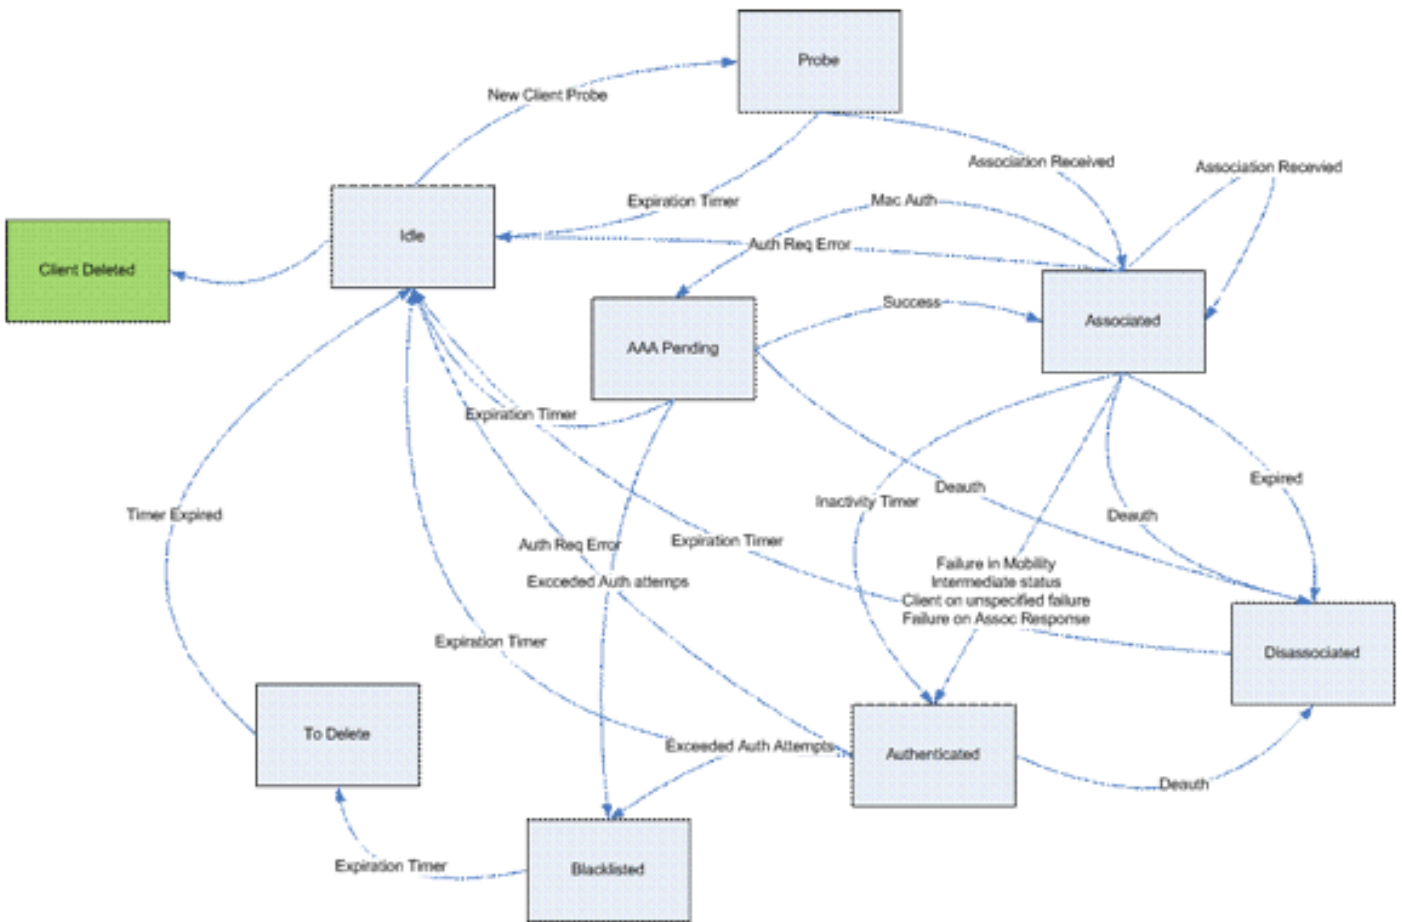 Probe
New Client Probe
Association Received
Association Recevied
Expiration Timer
Mac Auth
Idle
Auth Req Error
Client Deleted
Success
Associated
AAA Pending
Expiration Timer
Expired
Deauth
Inactivity Timer
Deauth
Timer Expired
Auth Req Error
Expiration Timer
Failure in Mobility
Intermediate status
Client on unspecified failure
Failure on Assoc Response
Exceeded Auth attemps
Expiration Timer
Disassociated
To Delete
Exceeded Auth Attempts
Authenticated
Deauth
Expiration Timer
Blacklisted